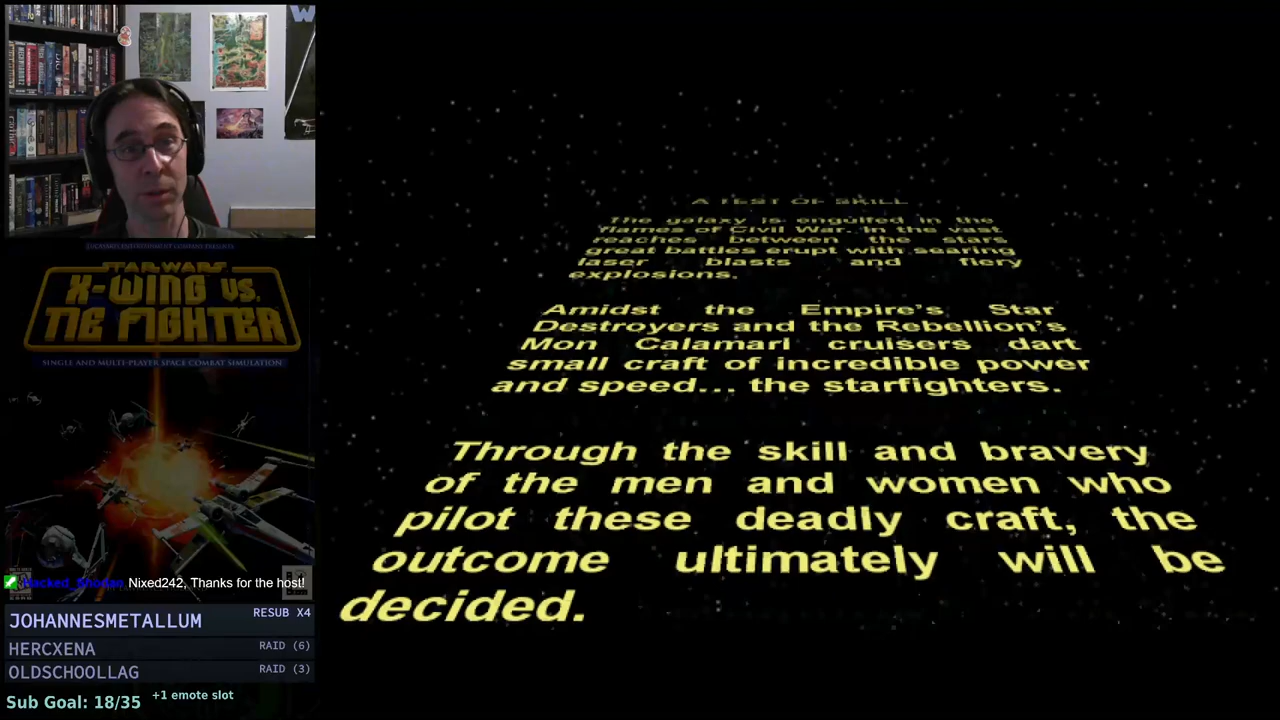 W
LUCASARTS ENTERTAINMENT COMPANY PRESENTS
STAR WARS
X-WING VS.
TIE FIGHTER
SINGLE AND MULTI-PLAYER SPACE COMBAT SIMULATION
Hacked_Shodan Nixed242, Thanks for the host!
JOHANNESMETALLUM RESUB X4
HERCXENA RAID (6)
OLDSCHOOLLAG RAID (3)
Sub Goal: 18/35 +1 emote slot
A TEST OF SKILL
The galaxy is engulfed in the
flames of Civil War. In the vast
reaches between the stars
great battles erupt with searing
laser blasts and fiery
explosions.
Amidst the Empire's Star
Destroyers and the Rebellion's
Mon Calamari cruisers dart
small craft of incredible power
and speed... the starfighters.
Through the skill and bravery
of the men and women who
pilot these deadly craft, the
outcome ultimately will be
decided.